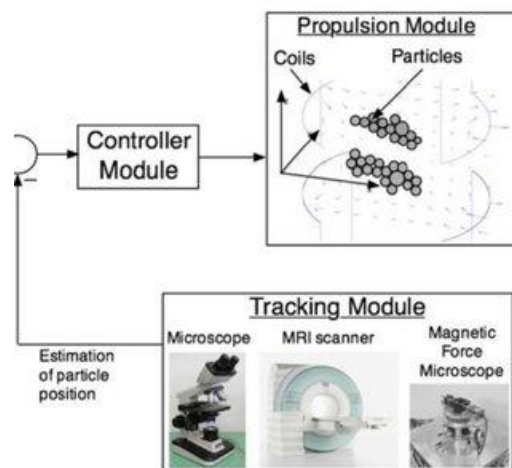 Propulsion Module
Coils
Particles
Controller
Module
Tracking Module
Microscope
MRI scanner
Magnetic
Force
Microscope
Estimation
of particle
position